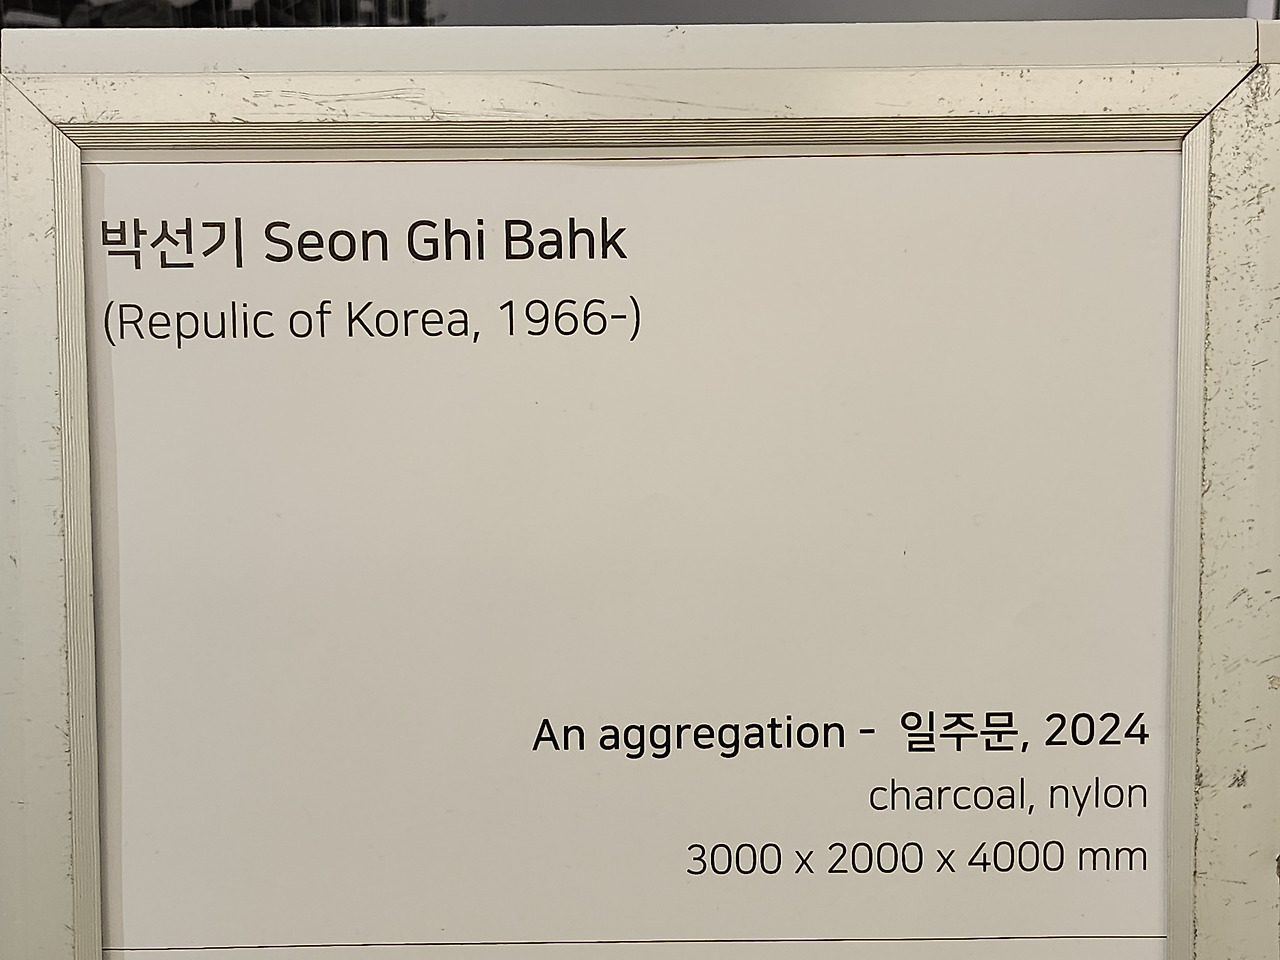 박선기 Seon Ghi Bahk
(Repulic of Korea, 1966-)
An aggregation - 일주문, 2024
charcoal, nylon
3000 x 2000 x 4000 mm